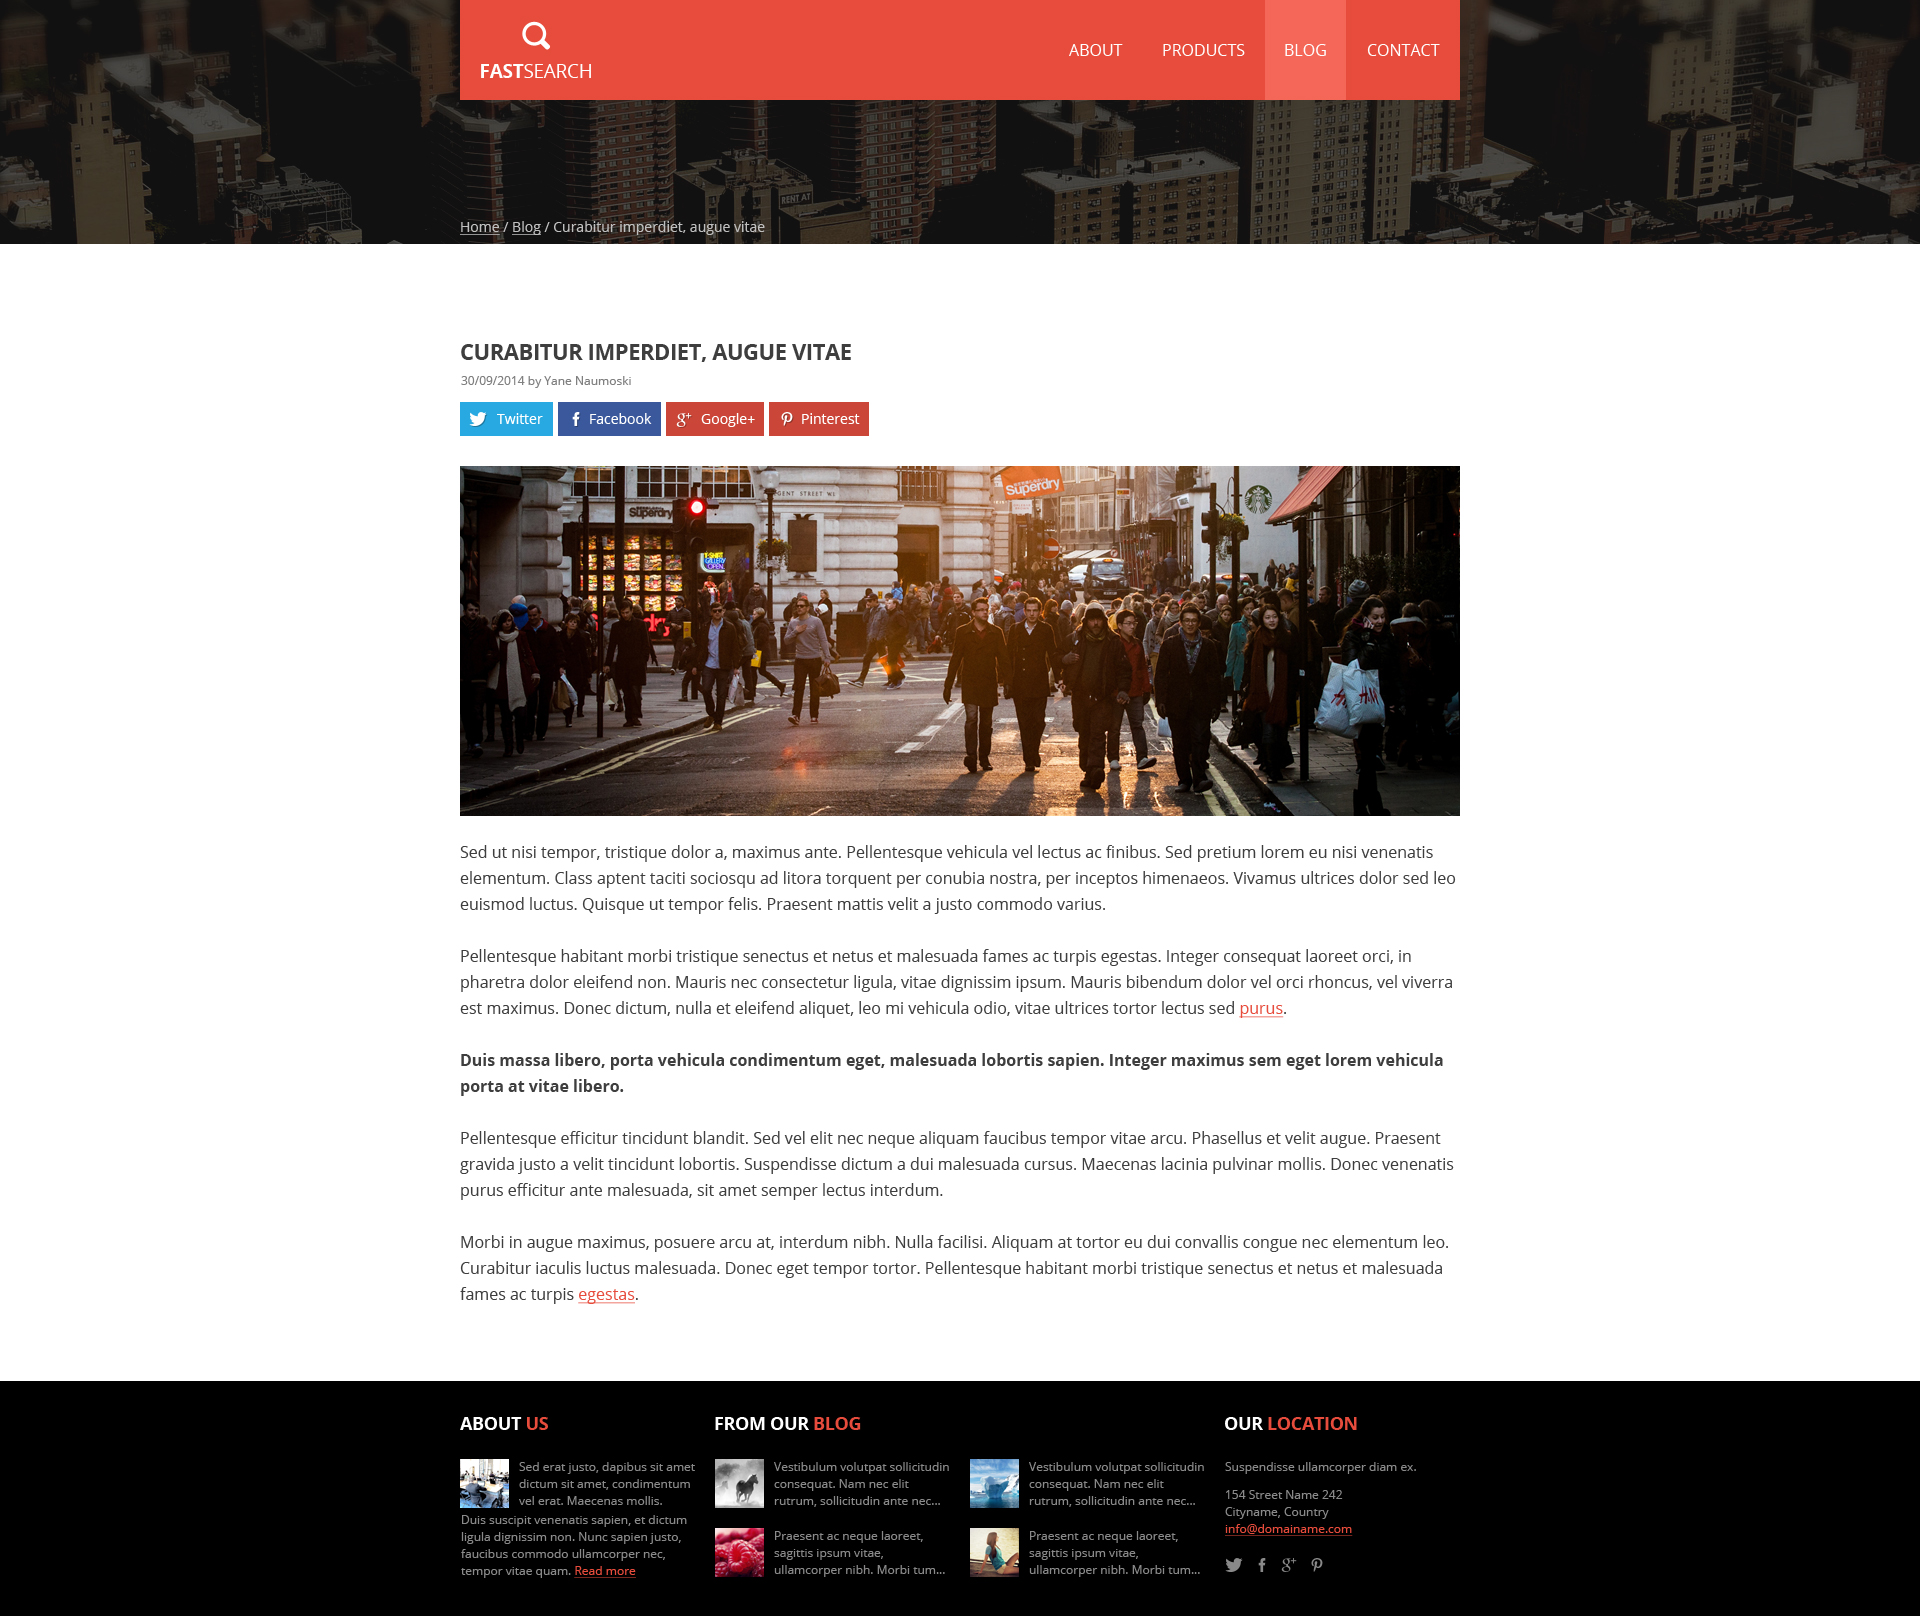 FASTSEARCH
ABOUT PRODUCTS BLOG CONTACT
RENT AT
Home / Blog / Curabitur imperdiet, augue vitae
CURABITUR IMPERDIET, AUGUE VITAE
30/09/2014 by Yane Naumoski
Twitter Facebook Google+ Pinterest
Superdry
GENT STREET W1
Superdry
T-SHIRT
GALLERY
OPEN
H&M
Sed ut nisi tempor, tristique dolor a, maximus ante. Pellentesque vehicula vel lectus ac finibus. Sed pretium lorem eu nisi venenatis
elementum. Class aptent taciti sociosqu ad litora torquent per conubia nostra, per inceptos himenaeos. Vivamus ultrices dolor sed leo
euismod luctus. Quisque ut tempor felis. Praesent mattis velit a justo commodo varius.
Pellentesque habitant morbi tristique senectus et netus et malesuada fames ac turpis egestas. Integer consequat laoreet orci, in
pharetra dolor eleifend non. Mauris nec consectetur ligula, vitae dignissim ipsum. Mauris bibendum dolor vel orci rhoncus, vel viverra
est maximus. Donec dictum, nulla et eleifend aliquet, leo mi vehicula odio, vitae ultrices tortor lectus sed purus.
Duis massa libero, porta vehicula condimentum eget, malesuada lobortis sapien. Integer maximus sem eget lorem vehicula
porta at vitae libero.
Pellentesque efficitur tincidunt blandit. Sed vel elit nec neque aliquam faucibus tempor vitae arcu. Phasellus et velit augue. Praesent
gravida justo a velit tincidunt lobortis. Suspendisse dictum a dui malesuada cursus. Maecenas lacinia pulvinar mollis. Donec venenatis
purus efficitur ante malesuada, sit amet semper lectus interdum.
Morbi in augue maximus, posuere arcu at, interdum nibh. Nulla facilisi. Aliquam at tortor eu dui convallis congue nec elementum leo.
Curabitur iaculis luctus malesuada. Donec eget tempor tortor. Pellentesque habitant morbi tristique senectus et netus et malesuada
fames ac turpis egestas.
ABOUT US
Sed erat justo, dapibus sit amet
dictum sit amet, condimentum
vel erat. Maecenas mollis.
Duis suscipit venenatis sapien, et dictum
ligula dignissim non. Nunc sapien justo,
faucibus commodo ullamcorper nec,
tempor vitae quam. Read more
FROM OUR BLOG
Vestibulum volutpat sollicitudin
consequat. Nam nec elit
rutrum, sollicitudin ante nec...
Praesent ac neque laoreet,
sagittis ipsum vitae,
ullamcorper nibh. Morbi tum...
Vestibulum volutpat sollicitudin
consequat. Nam nec elit
rutrum, sollicitudin ante nec...
Praesent ac neque laoreet,
sagittis ipsum vitae,
ullamcorper nibh. Morbi tum...
OUR LOCATION
Suspendisse ullamcorper diam ex.
154 Street Name 242
Cityname, Country
info@domainame.com